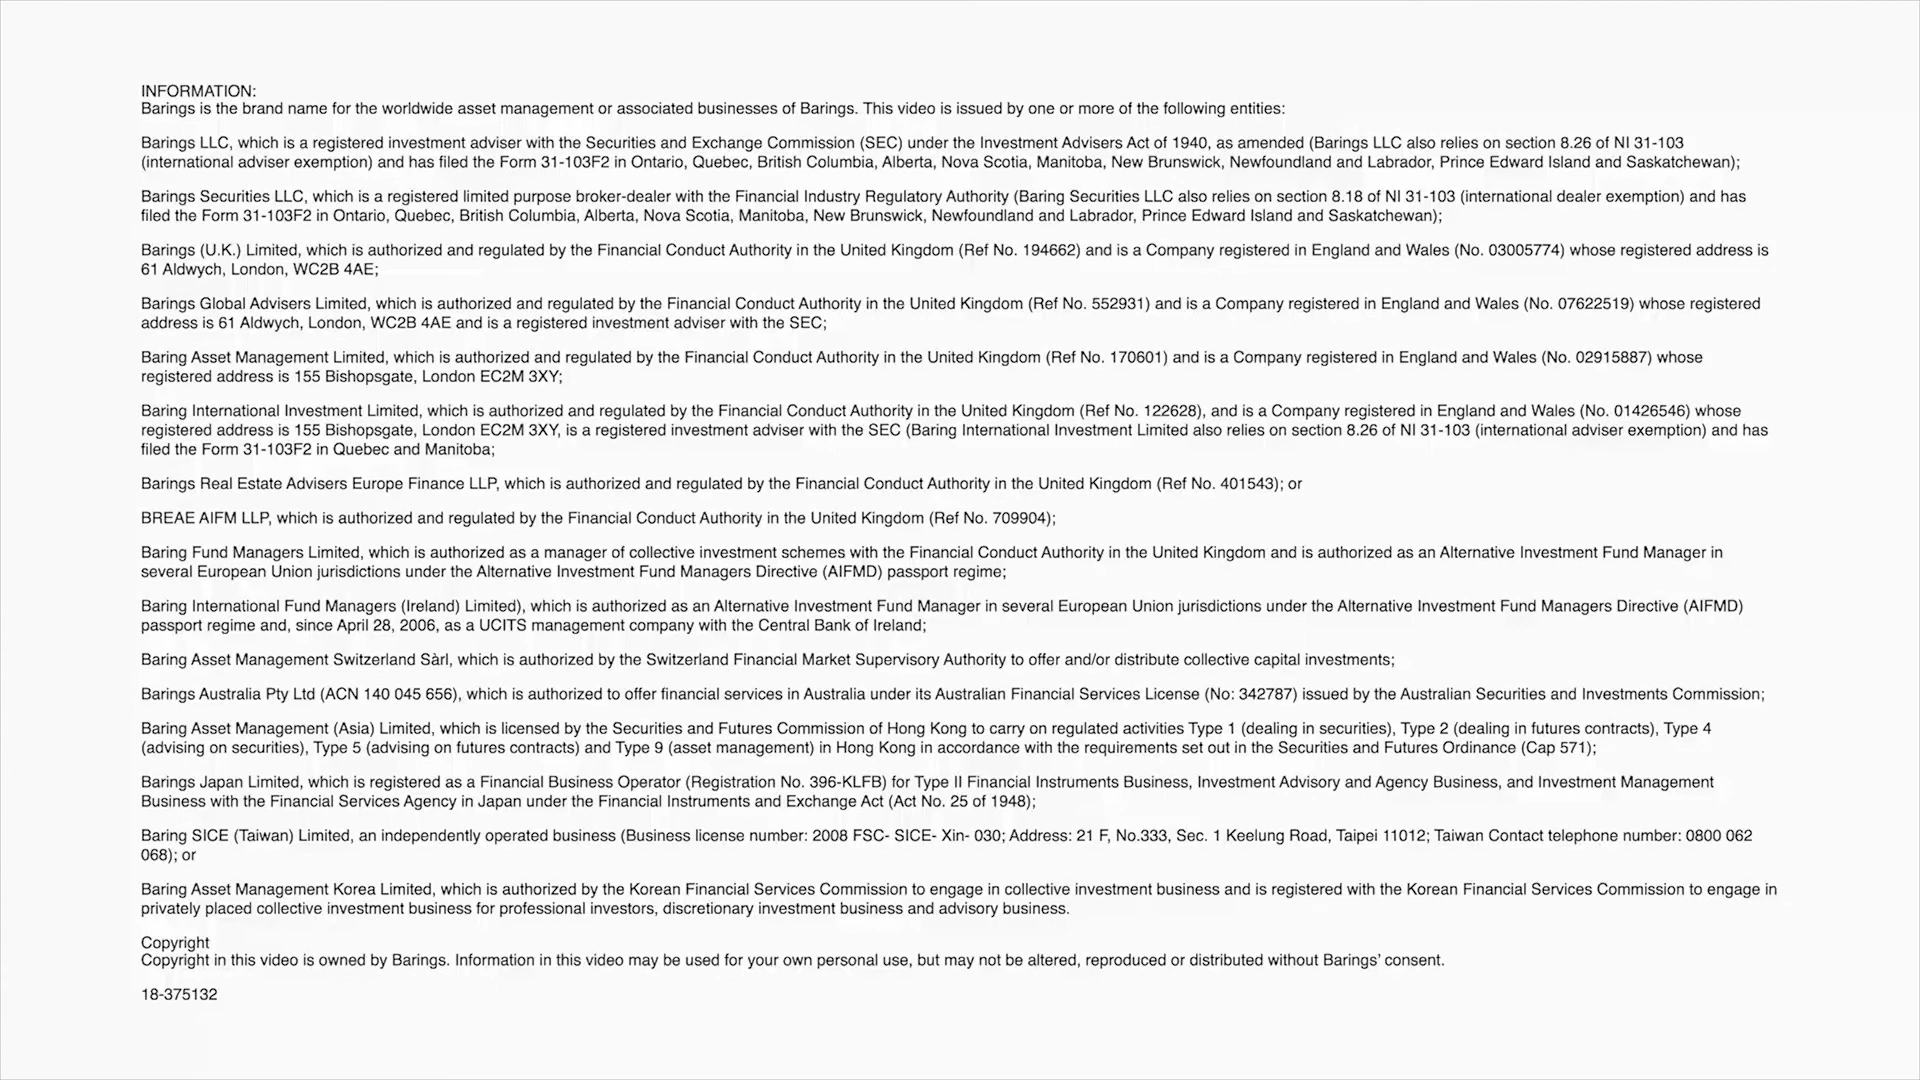 INFORMATION:
Barings is the brand name for the worldwide asset management or associated businesses of Barings. This video is issued by one or more of the following entities:
Barings LLC, which is a registered investment adviser with the Securities and Exchange Commission (SEC) under the Investment Advisers Act of 1940, as amended (Barings LLC also relies on section 8.26 of NI 31-103
(international adviser exemption) and has filed the Form 31-103F2 in Ontario, Quebec, British Columbia, Alberta, Nova Scotia, Manitoba, New Brunswick, Newfoundland and Labrador, Prince Edward Island and Saskatchewan);
Barings Securities LLC, which is a registered limited purpose broker-dealer with the Financial Industry Regulatory Authority (Baring Securities LLC also relies on section 8.18 of NI 31-103 (international dealer exemption) and has
filed the Form 31-103F2 in Ontario, Quebec, British Columbia, Alberta, Nova Scotia, Manitoba, New Brunswick, Newfoundland and Labrador, Prince Edward Island and Saskatchewan);
Barings (U.K.) Limited, which is authorized and regulated by the Financial Conduct Authority in the United Kingdom (Ref No. 194662) and is a Company registered in England and Wales (No. 03005774) whose registered address is
61 Aldwych, London, WC2B 4AE;
Barings Global Advisers Limited, which is authorized and regulated by the Financial Conduct Authority in the United Kingdom (Ref No. 552931) and is a Company registered in England and Wales (No. 07622519) whose registered
address is 61 Aldwych, London, WC2B 4AE and is a registered investment adviser with the SEC;
Baring Asset Management Limited, which is authorized and regulated by the Financial Conduct Authority in the United Kingdom (Ref No. 170601) and is a Company registered in England and Wales (No. 02915887) whose
registered address is 155 Bishopsgate, London EC2M 3XY;
Baring International Investment Limited, which is authorized and regulated by the Financial Conduct Authority in the United Kingdom (Ref No. 122628), and is a Company registered in England and Wales (No. 01426546) whose
registered address is 155 Bishopsgate, London EC2M 3XY, is a registered investment adviser with the SEC (Baring International Investment Limited also relies on section 8.26 of NI 31-103 (international adviser exemption) and has
filed the Form 31-103F2 in Quebec and Manitoba;
Barings Real Estate Advisers Europe Finance LLP, which is authorized and regulated by the Financial Conduct Authority in the United Kingdom (Ref No. 401543); or
BREAE AIFM LLP, which is authorized and regulated by the Financial Conduct Authority in the United Kingdom (Ref No. 709904);
Baring Fund Managers Limited, which is authorized as a manager of collective investment schemes with the Financial Conduct Authority in the United Kingdom and is authorized as an Alternative Investment Fund Manager in
several European Union jurisdictions under the Alternative Investment Fund Managers Directive (AIFMD) passport regime;
Baring International Fund Managers (Ireland) Limited), which is authorized as an Alternative Investment Fund Manager in several European Union jurisdictions under the Alternative Investment Fund Managers Directive (AIFMD)
passport regime and, since April 28, 2006, as a UCITS management company with the Central Bank of Ireland;
Baring Asset Management Switzerland Sàrl, which is authorized by the Switzerland Financial Market Supervisory Authority to offer and/or distribute collective capital investments;
Barings Australia Pty Ltd (ACN 140 045 656), which is authorized to offer financial services in Australia under its Australian Financial Services License (No: 342787) issued by the Australian Securities and Investments Commission;
Baring Asset Management (Asia) Limited, which is licensed by the Securities and Futures Commission of Hong Kong to carry on regulated activities Type 1 (dealing in securities), Type 2 (dealing in futures contracts), Type 4
(advising on securities), Type 5 (advising on futures contracts) and Type 9 (asset management) in Hong Kong in accordance with the requirements set out in the Securities and Futures Ordinance (Cap 571);
Barings Japan Limited, which is registered as a Financial Business Operator (Registration No. 396-KLFB) for Type II Financial Instruments Business, Investment Advisory and Agency Business, and Investment Management
Business with the Financial Services Agency in Japan under the Financial Instruments and Exchange Act (Act No. 25 of 1948);
Baring SICE (Taiwan) Limited, an independently operated business (Business license number: 2008 FSC- SICE- Xin- 030; Address: 21 F, No.333, Sec. 1 Keelung Road, Taipei 11012; Taiwan Contact telephone number: 0800 062
068); or
Baring Asset Management Korea Limited, which is authorized by the Korean Financial Services Commission to engage in collective investment business and is registered with the Korean Financial Services Commission to engage in
privately placed collective investment business for professional investors, discretionary investment business and advisory business.
Copyright
Copyright in this video is owned by Barings. Information in this video may be used for your own personal use, but may not be altered, reproduced or distributed without Barings’ consent.
18-375132